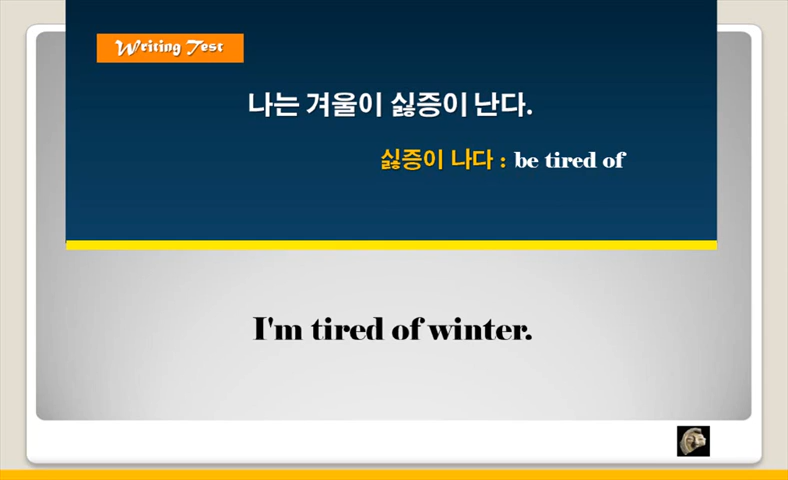 Writing Test
나는 겨울이 싫증이 난다.
싫증이 나다 : be tired of
I'm tired of winter.